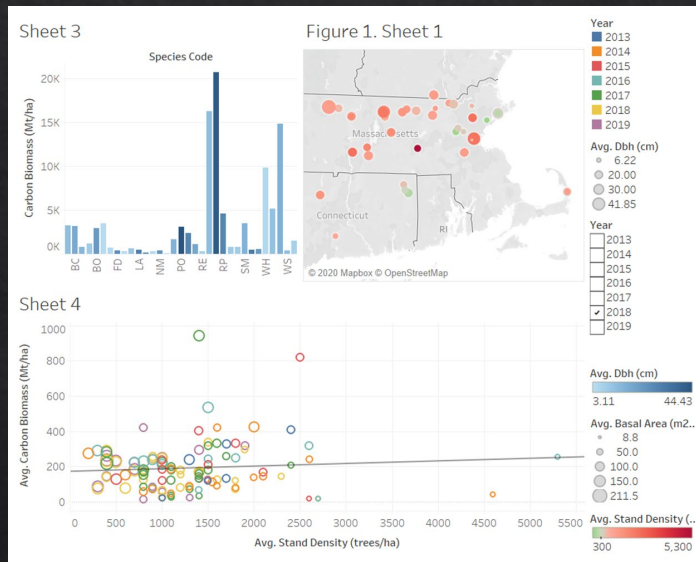 Sheet 3
Species Code
Carbon Biomass (Mt/ha)
20K
15K
10K
5K
0K
BC
BO
FD
LA
NM
PO
RE
RP
SM
WH
WS
Figure 1. Sheet 1
Massachusetts
Connecticut
RI
© 2020 Mapbox © OpenStreetMap
Year
2013
2014
2015
2016
2017
2018
2019
Avg. Dbh (cm)
6.22
20.00
30.00
41.85
Year
2013
2014
2015
2016
2017
2018
2019
Sheet 4
Avg. Carbon Biomass (Mt/ha)
1000
800
600
400
200
0
0 500 1000 1500 2000 2500 3000 3500 4000 4500 5000 5500
Avg. Stand Density (trees/ha)
Avg. Dbh (cm)
3.11 44.43
Avg. Basal Area (m2..
8.8
50.0
100.0
150.0
211.5
Avg. Stand Density (..
300 5,300